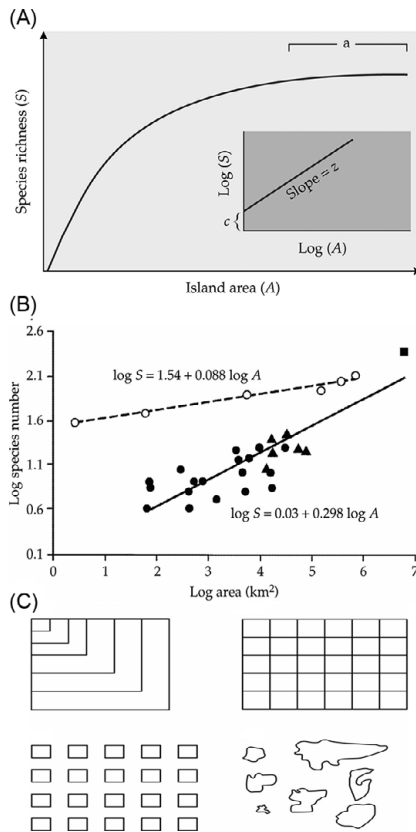 (A)
a
Species richness (S)
Log (S)
Slope = z
c {
Log (A)
Island area (A)
(B)
2.6
2.1
1.6
1.1
0.6
0.1
Log species number
log S = 1.54 + 0.088 log A
log S = 0.03 + 0.298 log A
0 1 2 3 4 5 6 7
Log area (km²)
(C)